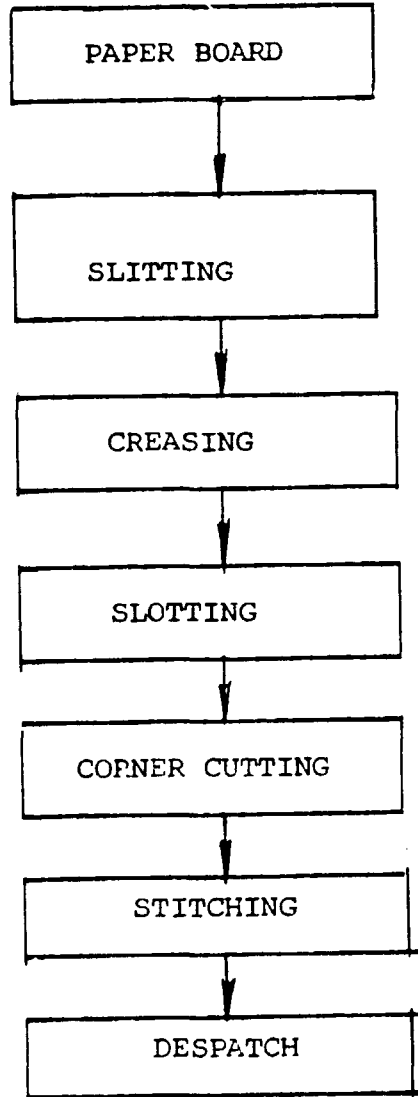 PAPER BOARD
SLITTING
CREASING
SLOTTING
CORNER CUTTING
STITCHING
DESPATCH